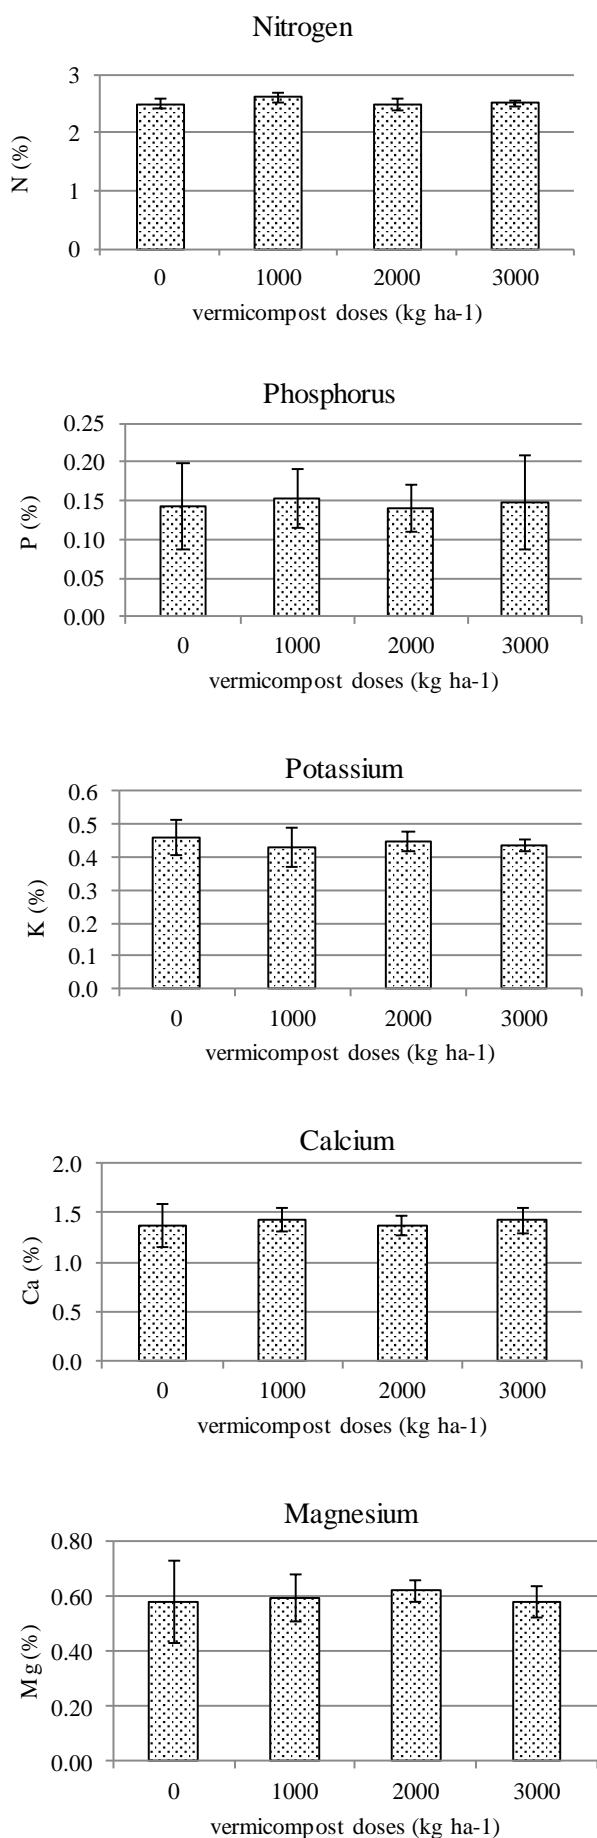 Nitrogen
3
2
1
0
N (%)
0 1000 2000 3000
vermicompost doses (kg ha-1)
Phosphorus
0.25
0.20
0.15
0.10
0.05
0.00
P (%)
0 1000 2000 3000
vermicompost doses (kg ha-1)
Potassium
0.6
0.5
0.4
0.3
0.2
0.1
0.0
K (%)
0 1000 2000 3000
vermicompost doses (kg ha-1)
Calcium
2.0
1.5
1.0
0.5
0.0
Ca (%)
0 1000 2000 3000
vermicompost doses (kg ha-1)
Magnesium
0.80
0.60
0.40
0.20
0.00
Mg (%)
0 1000 2000 3000
vermicompost doses (kg ha-1)